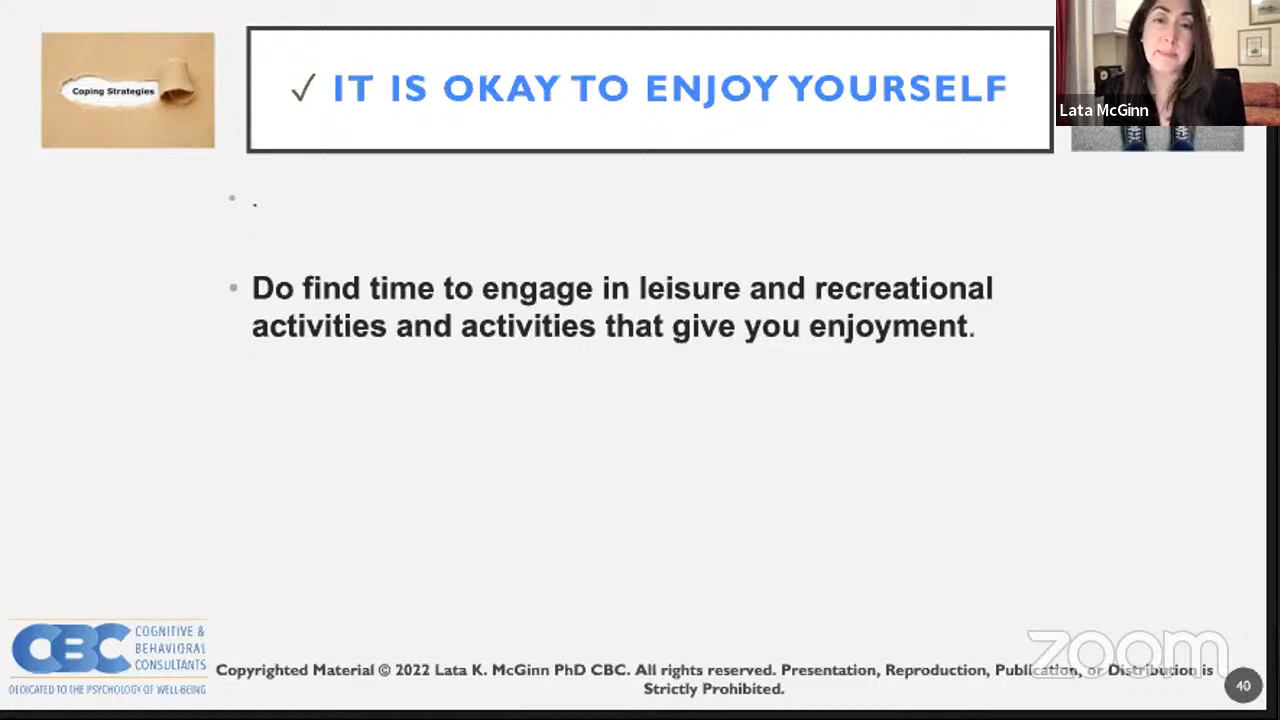 Coping Strategies
✓ IT IS OKAY TO ENJOY YOURSELF
Lata McGinn
• .
• Do find time to engage in leisure and recreational
activities and activities that give you enjoyment.
CBC COGNITIVE &
BEHAVIORAL
CONSULTANTS
DEDICATED TO THE PSYCHOLOGY OF WELL-BEING
Copyrighted Material © 2022 Lata K. McGinn PhD CBC. All rights reserved. Presentation, Reproduction, Publication, or Distribution is
Strictly Prohibited.
zoom
40